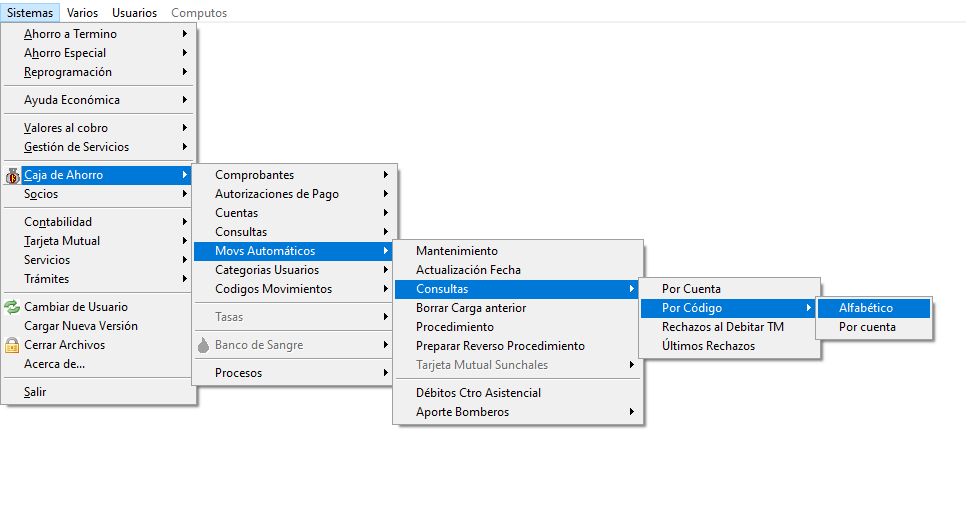 Sistemas Varios Usuarios Computos
Ahorro a Termino
Ahorro Especial
Reprogramación
Ayuda Económica
Valores al cobro
Gestión de Servicios
Caja de Ahorro
Socios
Contabilidad
Tarjeta Mutual
Servicios
Trámites
Cambiar de Usuario
Cargar Nueva Versión
Cerrar Archivos
Acerca de...
Salir
Comprobantes
Autorizaciones de Pago
Cuentas
Consultas
Movs Automáticos
Categorias Usuarios
Codigos Movimientos
Tasas
Banco de Sangre
Procesos
Mantenimiento
Actualización Fecha
Consultas
Borrar Carga anterior
Procedimiento
Preparar Reverso Procedimiento
Tarjeta Mutual Sunchales
Débitos Ctro Asistencial
Aporte Bomberos
Por Cuenta
Por Código
Rechazos al Debitar TM
Últimos Rechazos
Alfabético
Por cuenta